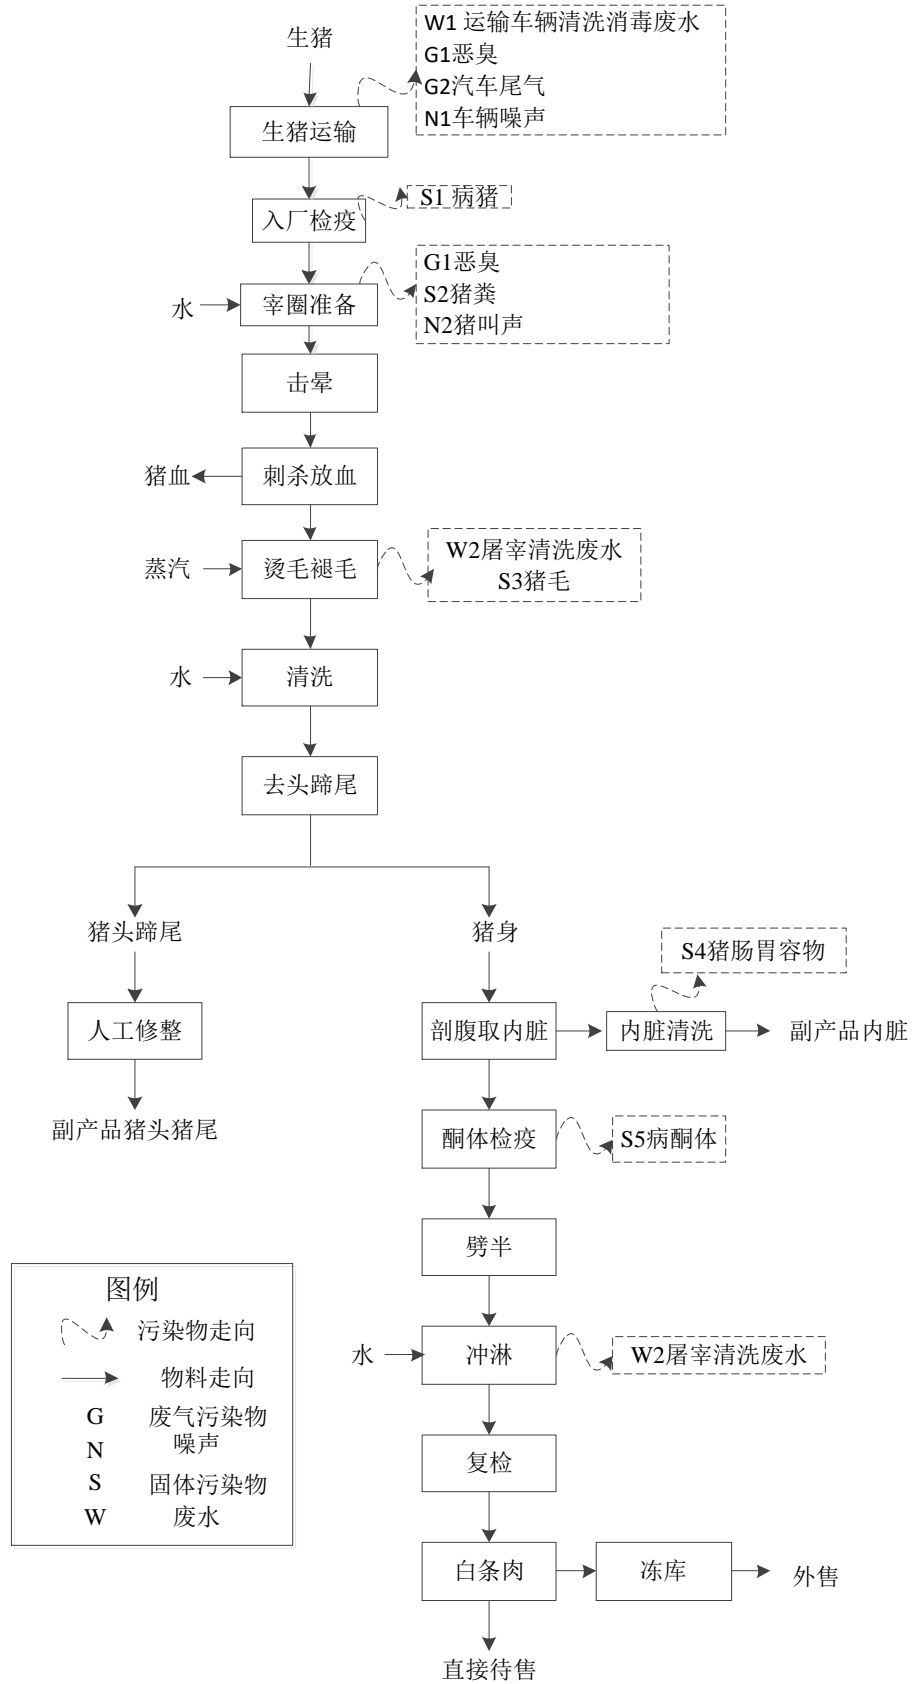 生猪
W1 运输车辆清洗消毒废水
G1恶臭
G2汽车尾气
N1车辆噪声
生猪运输
S1 病猪
入厂检疫
G1恶臭
S2猪粪
N2猪叫声
水
宰圈准备
击晕
猪血
刺杀放血
W2屠宰清洗废水
S3猪毛
蒸汽
烫毛褪毛
水
清洗
去头蹄尾
猪头蹄尾
猪身
S4猪肠胃容物
人工修整
剖腹取内脏
内脏清洗
副产品内脏
副产品猪头猪尾
酮体检疫
S5病酮体
劈半
水
冲淋
W2屠宰清洗废水
复检
白条肉
冻库
外售
直接待售
图例
污染物走向
物料走向
G 废气污染物
N 噪声
S 固体污染物
W 废水